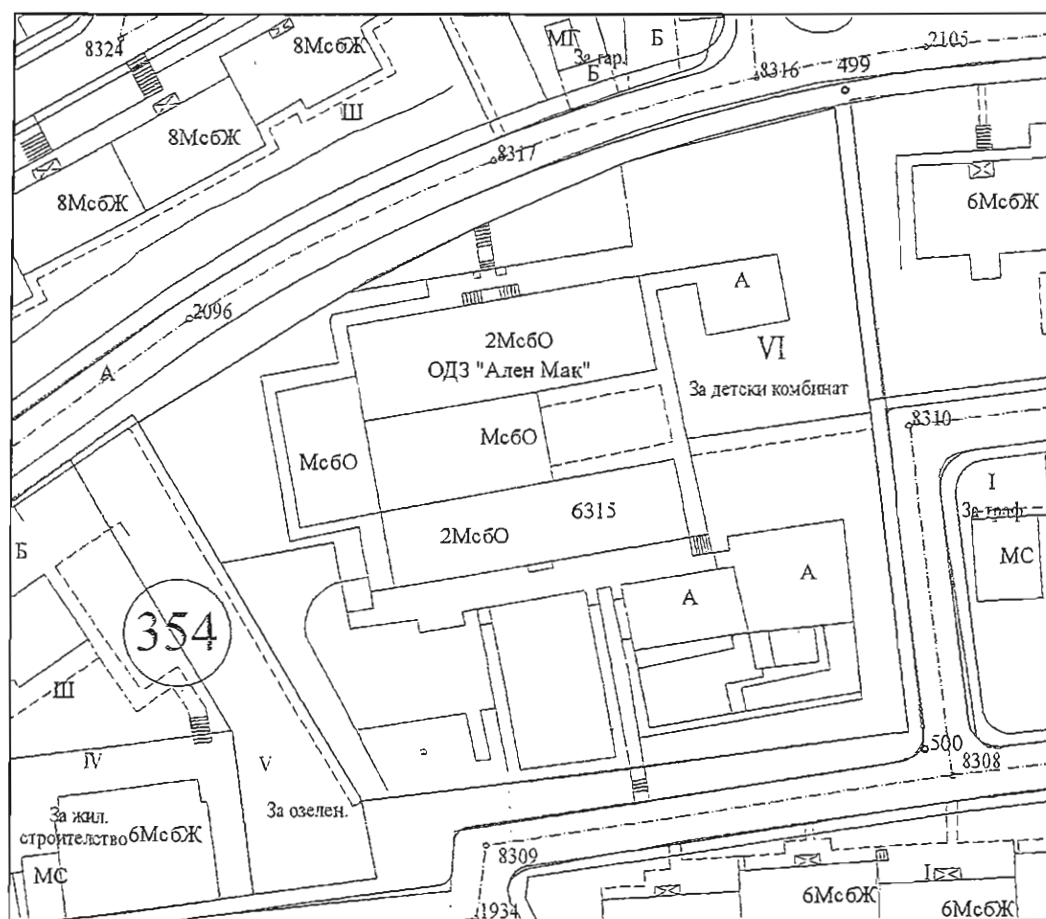 8324
8МсбЖ
МГ
Б
2105
За гар.
Б
8316
499
8МсбЖ
Ш
8317
8МсбЖ
6МсбЖ
2096
А
2МсбО
VI
ОДЗ "Ален Мак"
А
За детски комбинат
8310
МсбО
МсбО
I
За граф
6315
2МсбО
Б
МС
А
А
354
Ш
500
IV
V
8308
За жил.
строителство
6МсбЖ
За озелен.
8309
МС
I
6МсбЖ
1934
6МсбЖ